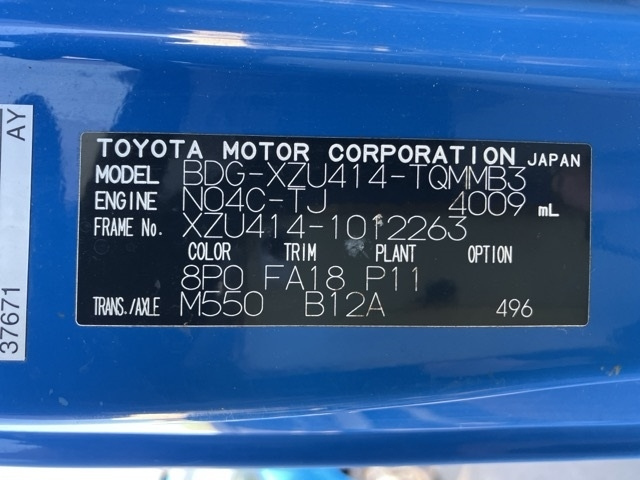 TOYOTA MOTOR CORPORATION JAPAN
MODEL BDG-XZU414-TQMMB3
ENGINE N04C-TJ 4009 mL
FRAME No. XZU414-1012263
COLOR TRIM PLANT OPTION
8P0 FA18 P11
TRANS./AXLE M550 B12A 496
37671 AY